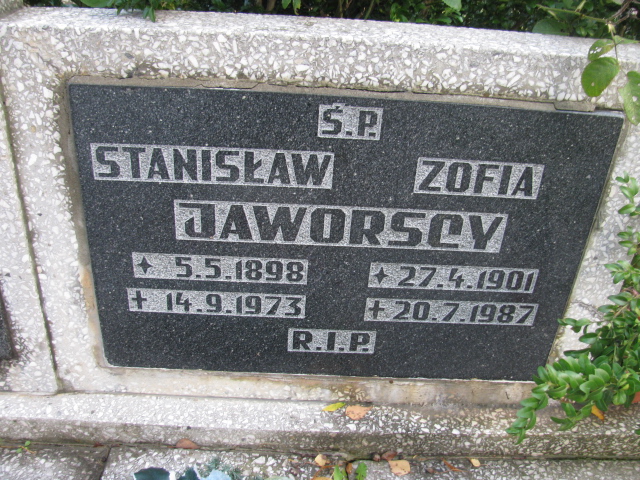 Ś.P.
STANISŁAW ZOFIA
JAWORSCY
✦ 5.5.1898 ✦ 27.4.1901
+ 14.9.1973 + 20.7.1987
R.I.P.